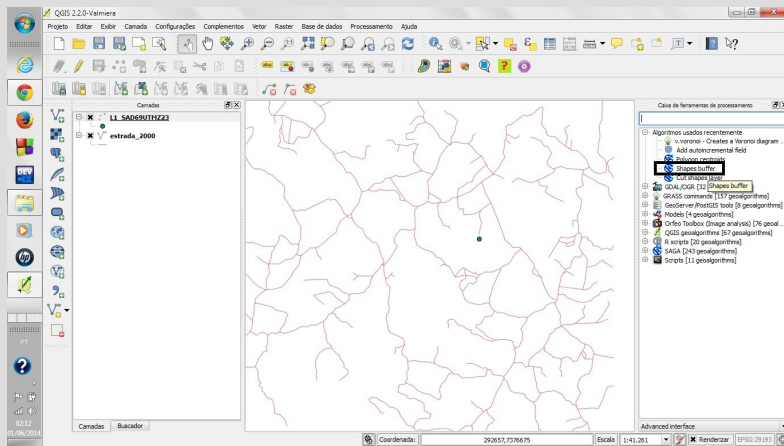 QGIS 2.2.0-Valmiera
Projeto Editar Exibir Camada Configurações Complementos Vetor Raster Base de dados Processamento Ajuda
Camadas
L1_SAD69UTMZ23
estrada_2000
Caixa de ferramentas de processamento
Algoritmos usados recentemente
v.voronoi - Creates a Voronoi diagram ...
Add autoincremental field
Polygon centroids
Shapes buffer
Cut shapes layer
Shapes buffer
GDAL/OGR [32
GRASS commands [157 geoalgorithms]
GeoServer/PostGIS tools [8 geoalgorithms]
Models [4 geoalgorithms]
Orfeo Toolbox (Image analysis) [76 geoal...
QGIS geoalgorithms [67 geoalgorithms]
R scripts [20 geoalgorithms]
SAGA [243 geoalgorithms]
Scripts [11 geoalgorithms]
DEV
hp
PT
02:12
01/06/2014
Camadas Buscador
Advanced interface
Coordenada: 292657,7376675 Escala 1:41.261 Renderizar EPSG:29193